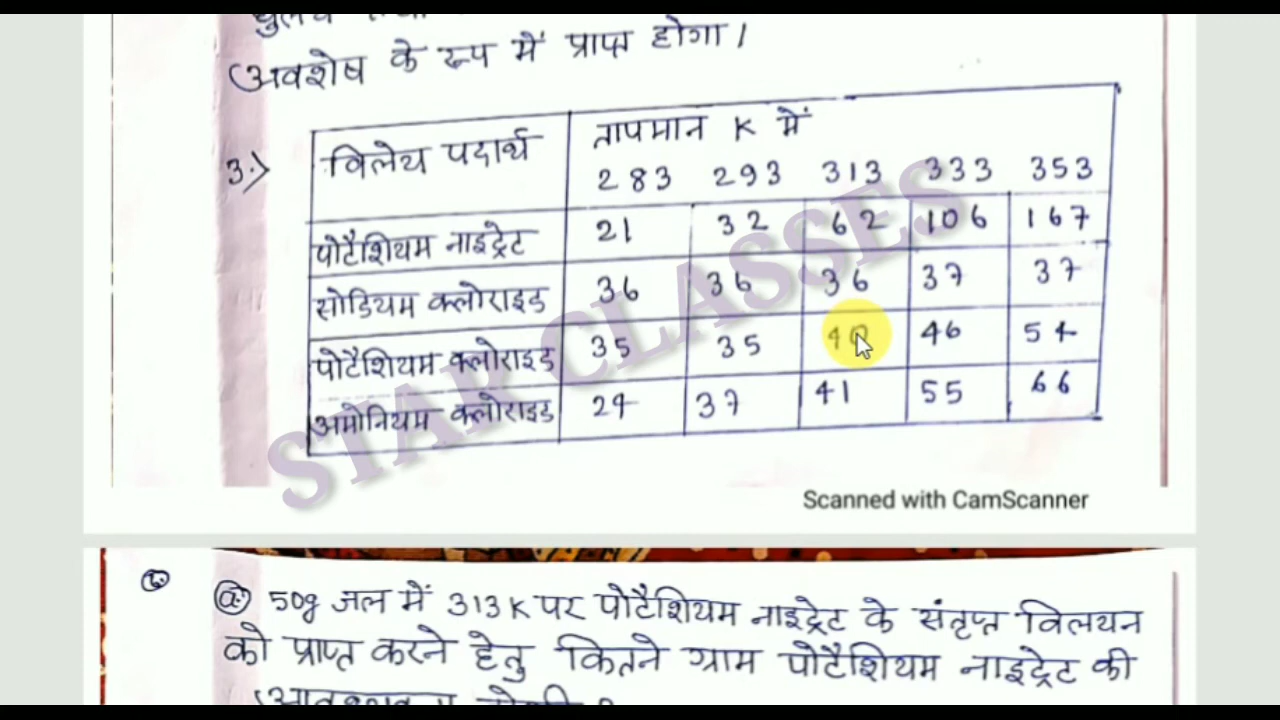 अवशेष के रूप में प्राप्त होगा।
3.) विलेय पदार्थ तापमान K में
283 293 313 333 353
पोटैशियम नाइट्रेट 21 32 62 106 167
सोडियम क्लोराइड 36 36 36 37 37
पोटैशियम क्लोराइड 35 35 40 46 54
अमोनियम क्लोराइड 24 37 41 55 66
STAR CLASSES
Scanned with CamScanner
a. 50g जल में 313K पर पोटैशियम नाइट्रेट के संतृप्त विलयन
को प्राप्त करने हेतु कितने ग्राम पोटैशियम नाइट्रेट की